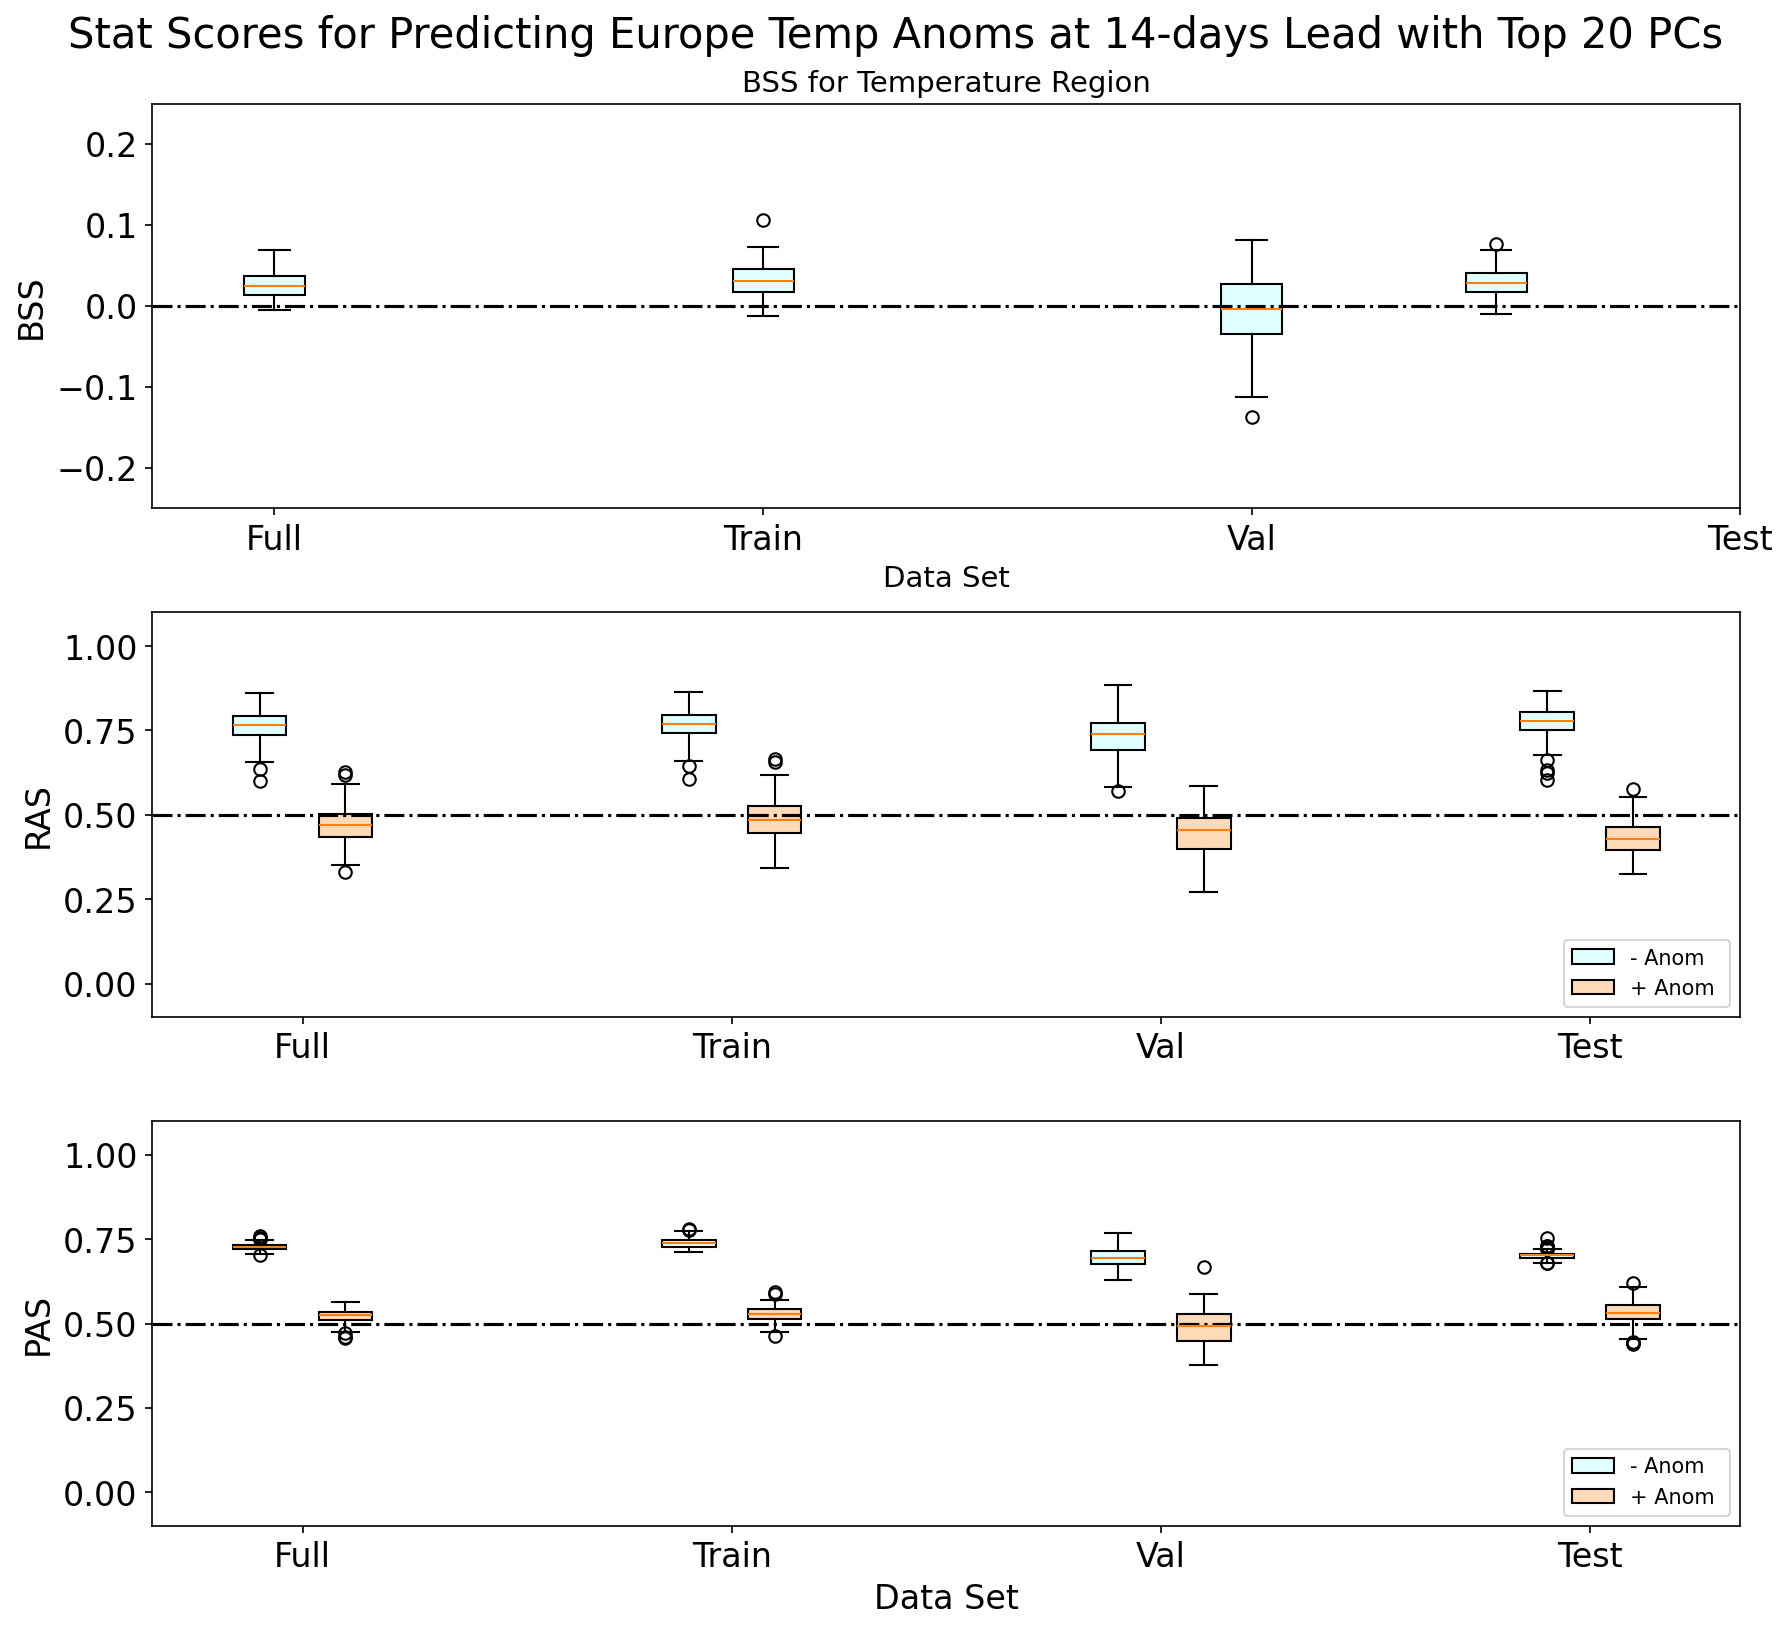 Stat Scores for Predicting Europe Temp Anoms at 14-days Lead with Top 20 PCs
BSS for Temperature Region
0.2
0.1
0.0
−0.1
−0.2
BSS
Full Train Val Test
Data Set
1.00
0.75
0.50
0.25
0.00
RAS
- Anom
+ Anom
Full Train Val Test
1.00
0.75
0.50
0.25
0.00
PAS
- Anom
+ Anom
Full Train Val Test
Data Set